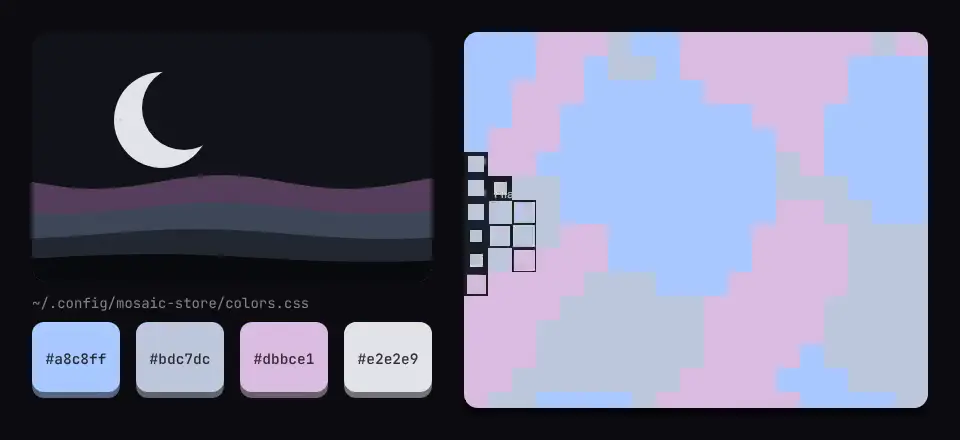 ~/.config/mosaic-store/colors.css
#a8c8ff
#bdc7dc
#dbbce1
#e2e2e9